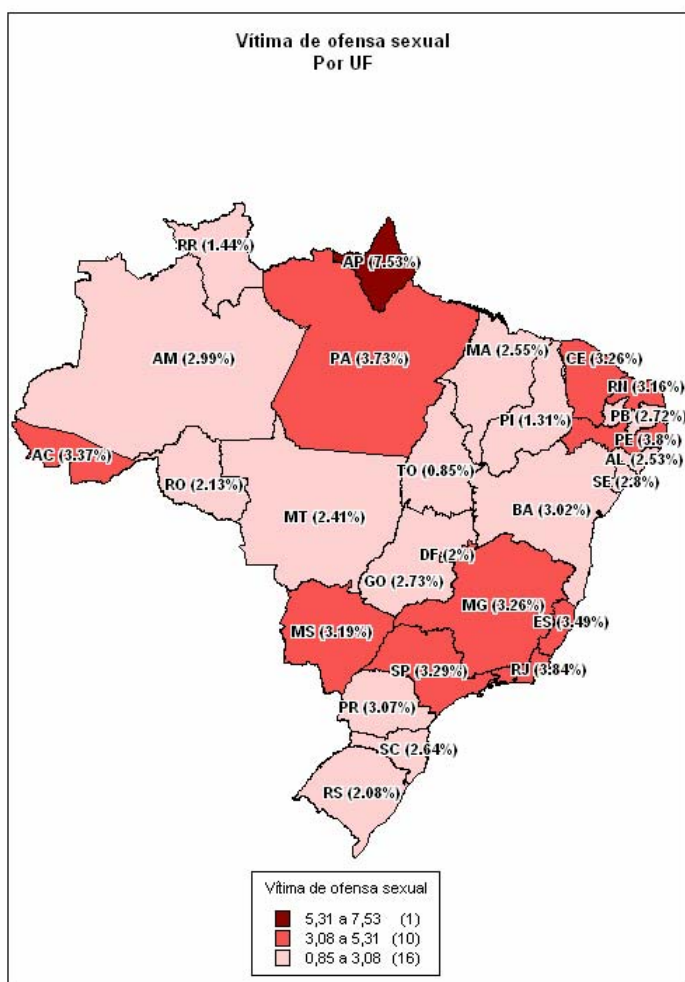 Vítima de ofensa sexual
Por UF
RR (1.44%)
AP (7.53%)
AM (2.99%)
PA (3.73%)
MA (2.55%)
CE (3.26%)
RN (3.16%)
PI (1.31%)
PB (2.72%)
PE (3.8%)
AC (3.37%)
AL (2.53%)
TO (0.85%)
RO (2.13%)
SE (2.8%)
MT (2.41%)
BA (3.02%)
DF (2%)
GO (2.73%)
MG (3.26%)
MS (3.19%)
ES (3.49%)
SP (3.29%)
RJ (3.84%)
PR (3.07%)
SC (2.64%)
RS (2.08%)
Vítima de ofensa sexual
5,31 a 7,53 (1)
3,08 a 5,31 (10)
0,85 a 3,08 (16)